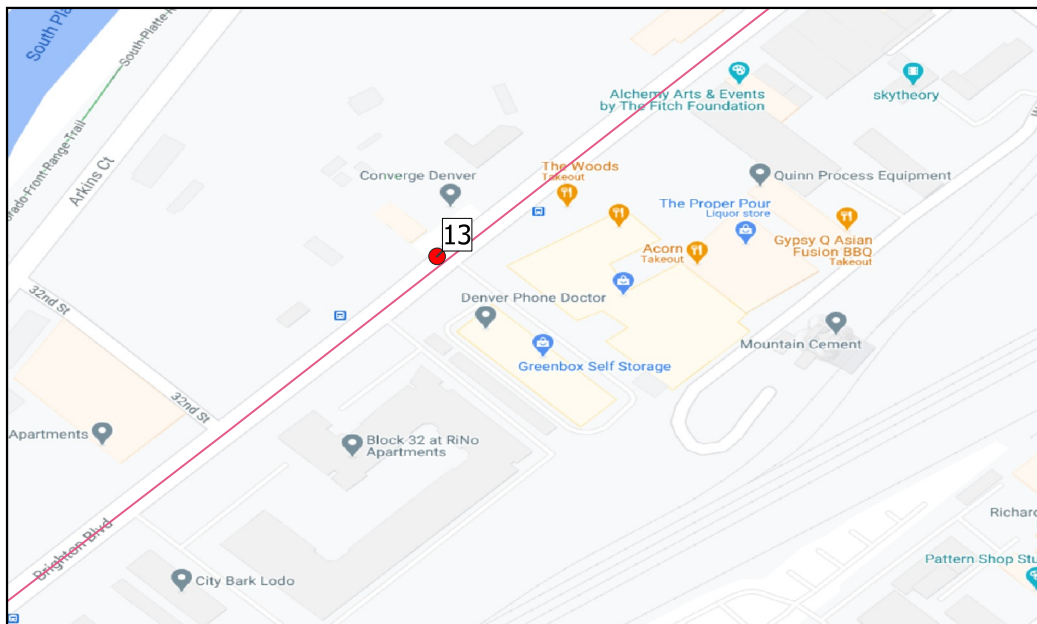 South Pla
South-Platte-R
orado-Front-Range-Trail
Arkins Ct
Alchemy Arts & Events
by The Fitch Foundation
skytheory
Converge Denver
The Woods
Takeout
Quinn Process Equipment
The Proper Pour
Liquor store
13
Acorn
Takeout
Gypsy Q Asian
Fusion BBQ
Takeout
32nd St
Denver Phone Doctor
Mountain Cement
Greenbox Self Storage
32nd St
Apartments
Block 32 at RiNo
Apartments
Richard
Brighton Blvd
Pattern Shop Stu
City Bark Lodo